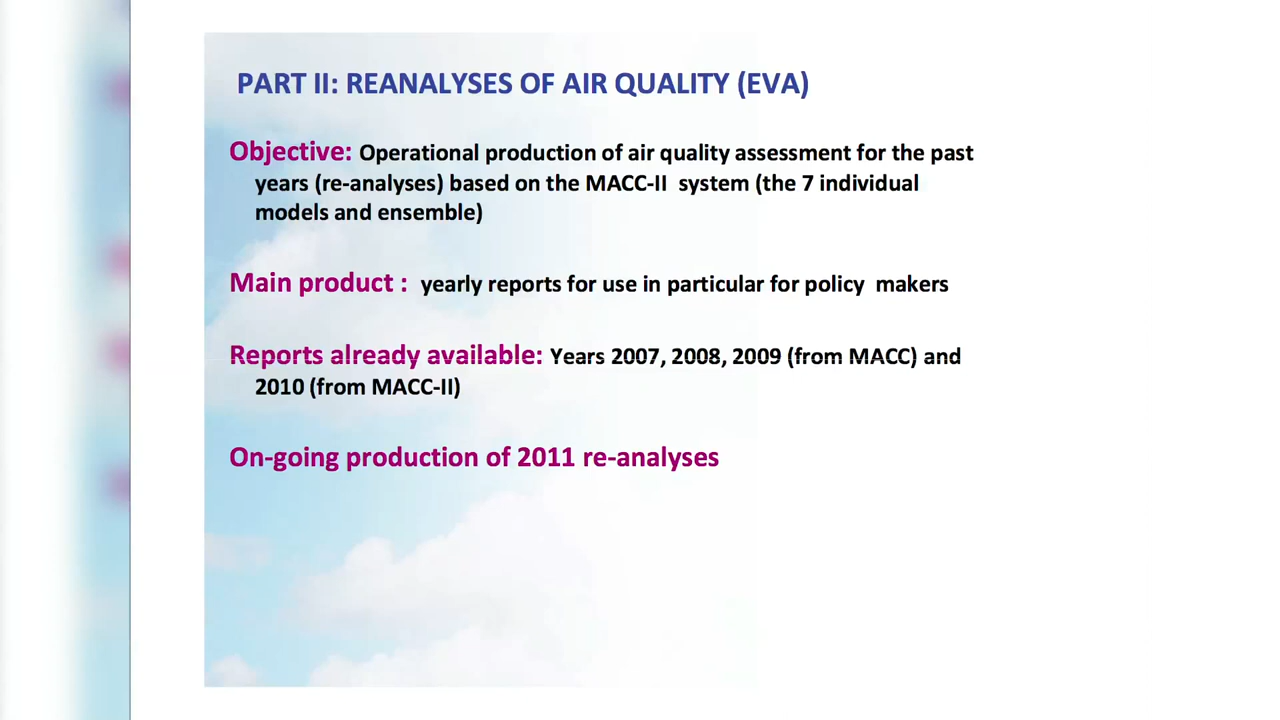 PART II: REANALYSES OF AIR QUALITY (EVA)
Objective: Operational production of air quality assessment for the past
years (re-analyses) based on the MACC-II system (the 7 individual
models and ensemble)
Main product : yearly reports for use in particular for policy makers
Reports already available: Years 2007, 2008, 2009 (from MACC) and
2010 (from MACC-II)
On-going production of 2011 re-analyses